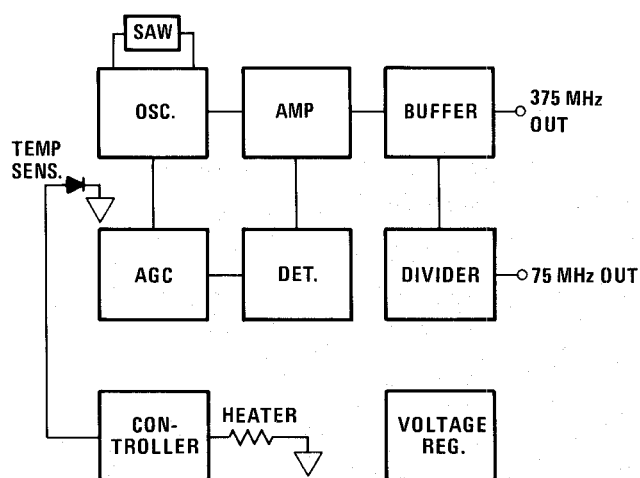 SAW
OSC.
AMP
BUFFER
375 MHz
OUT
TEMP
SENS.
AGC
DET.
DIVIDER
75 MHz OUT
CON-
TROLLER
HEATER
VOLTAGE
REG.